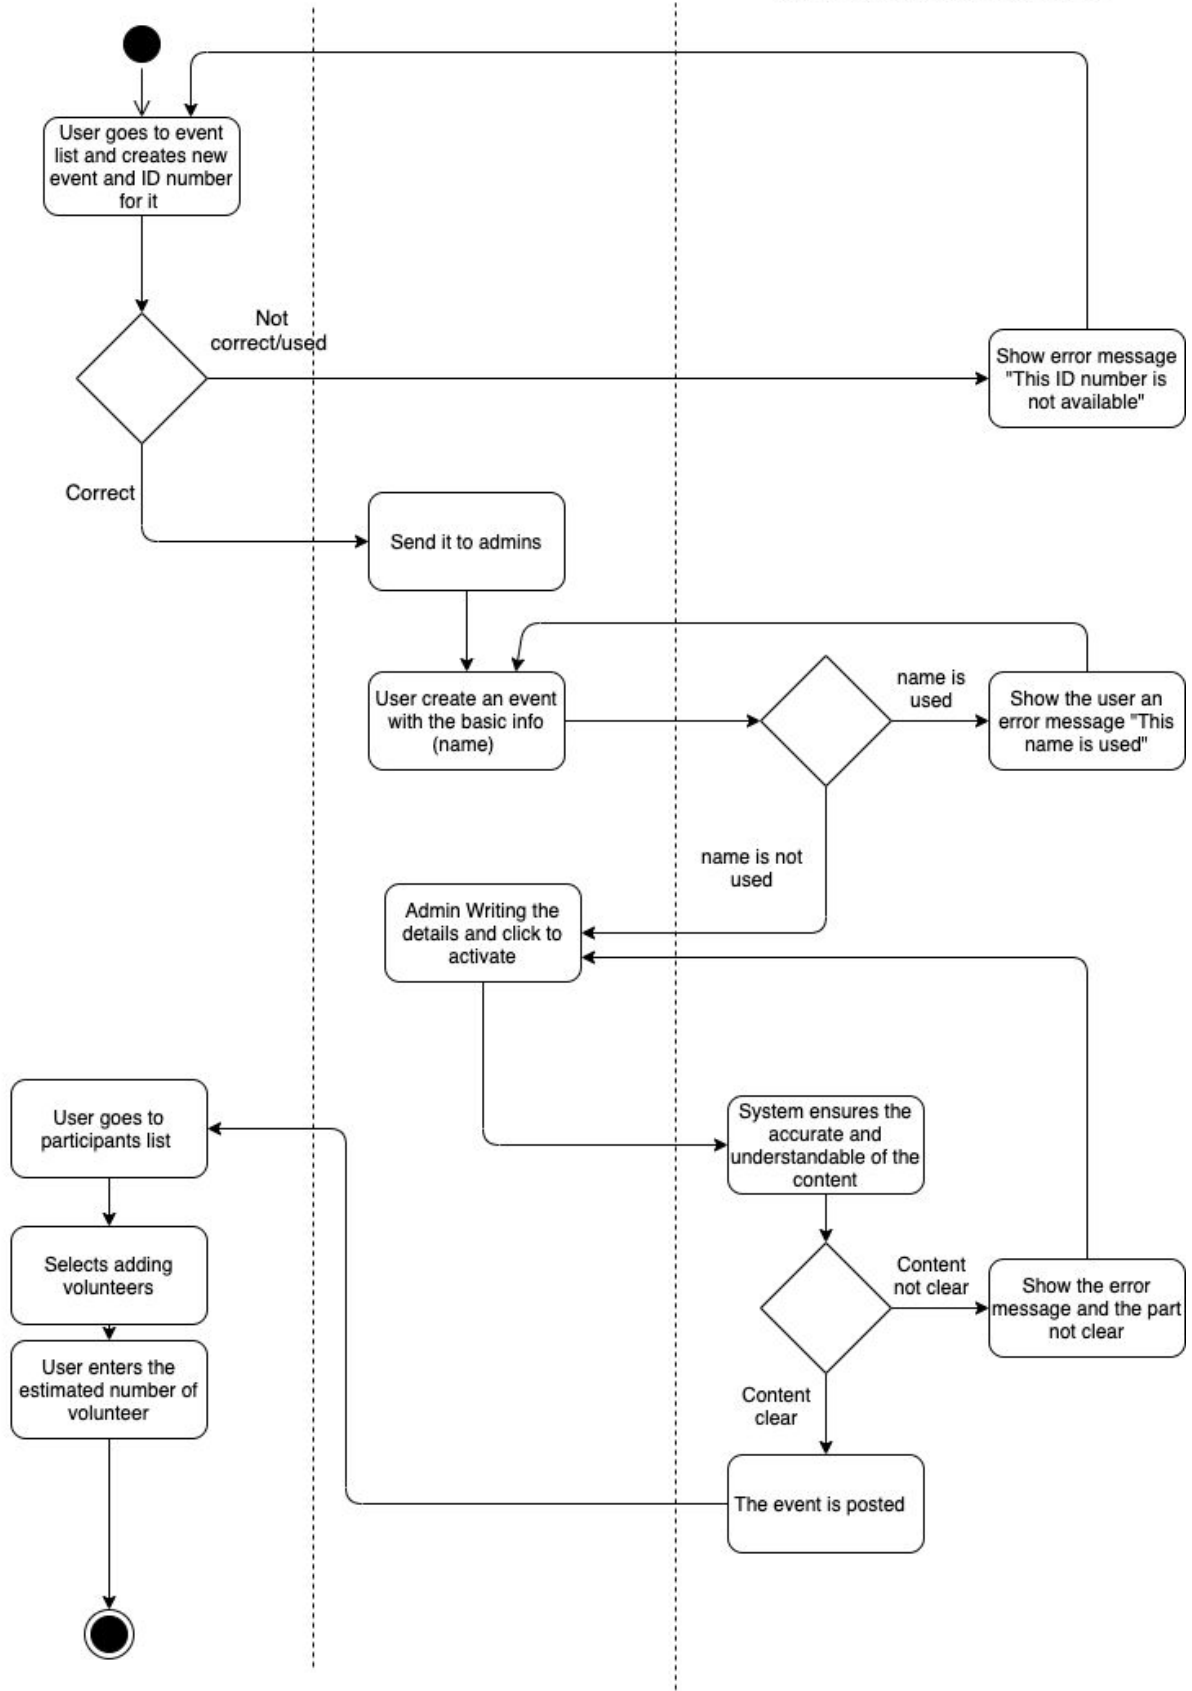 User goes to event
list and creates new
event and ID number
for it
Not
correct/used
Show error message
"This ID number is
not available"
Correct
Send it to admins
User create an event
with the basic info
(name)
name is
used
Show the user an
error message "This
name is used"
name is not
used
Admin Writing the
details and click to
activate
User goes to
participants list
System ensures the
accurate and
understandable of the
content
Selects adding
volunteers
Content
not clear
Show the error
message and the part
not clear
User enters the
estimated number of
volunteer
Content
clear
The event is posted